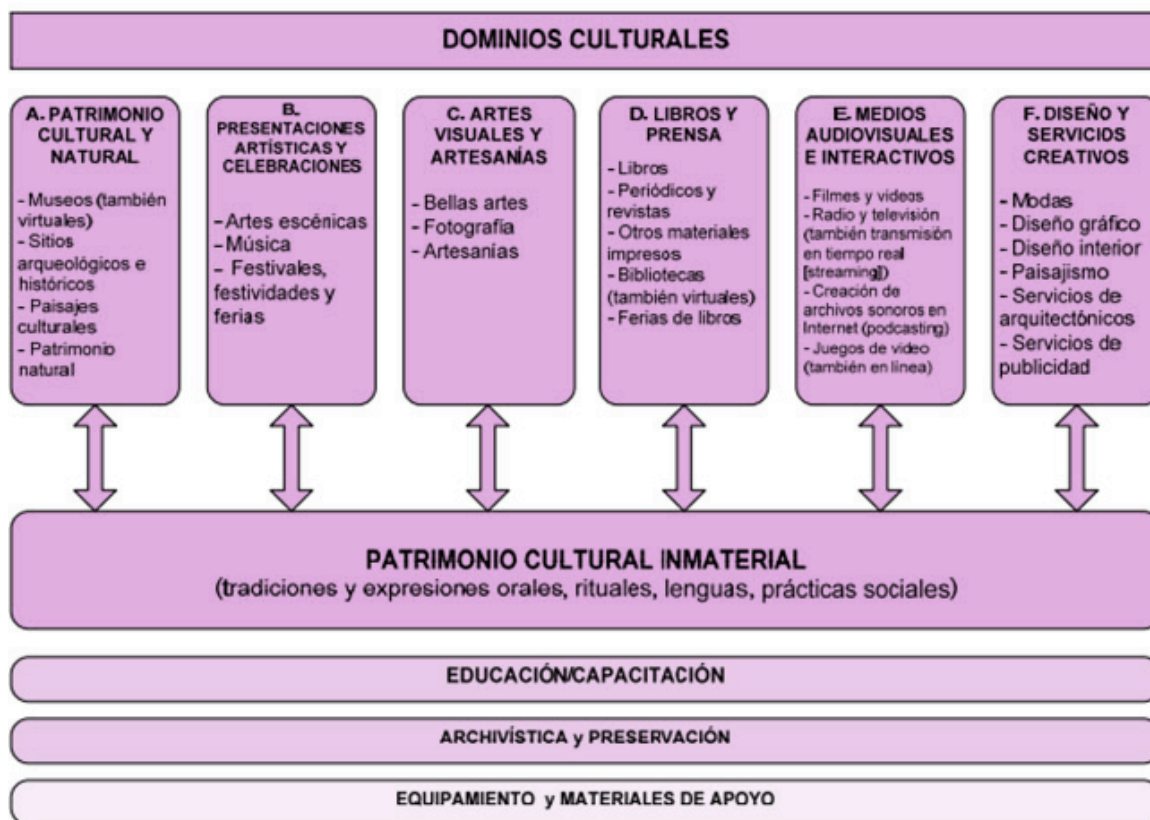 DOMINIOS CULTURALES
A. PATRIMONIO
CULTURAL Y
NATURAL
- Museos (también
virtuales)
- Sitios
arqueológicos e
históricos
- Paisajes
culturales
- Patrimonio
natural
B.
PRESENTACIONES
ARTÍSTICAS Y
CELEBRACIONES
- Artes escénicas
- Música
- Festivales,
festividades y
ferias
C. ARTES
VISUALES Y
ARTESANÍAS
- Bellas artes
- Fotografía
- Artesanías
D. LIBROS Y
PRENSA
- Libros
- Periódicos y
revistas
- Otros materiales
impresos
- Bibliotecas
(también virtuales)
- Ferias de libros
E. MEDIOS
AUDIOVISUALES
E INTERACTIVOS
- Filmes y vídeos
- Radio y televisión
(también transmisión
en tiempo real
[streaming])
- Creación de
archivos sonoros en
Internet (podcasting)
- Juegos de video
(también en línea)
F. DISEÑO Y
SERVICIOS
CREATIVOS
- Modas
- Diseño gráfico
- Diseño interior
- Paisajismo
- Servicios de
arquitectónicos
- Servicios de
publicidad
PATRIMONIO CULTURAL INMATERIAL
(tradiciones y expresiones orales, rituales, lenguas, prácticas sociales)
EDUCACIÓN/CAPACITACIÓN
ARCHIVÍSTICA y PRESERVACIÓN
EQUIPAMIENTO y MATERIALES DE APOYO